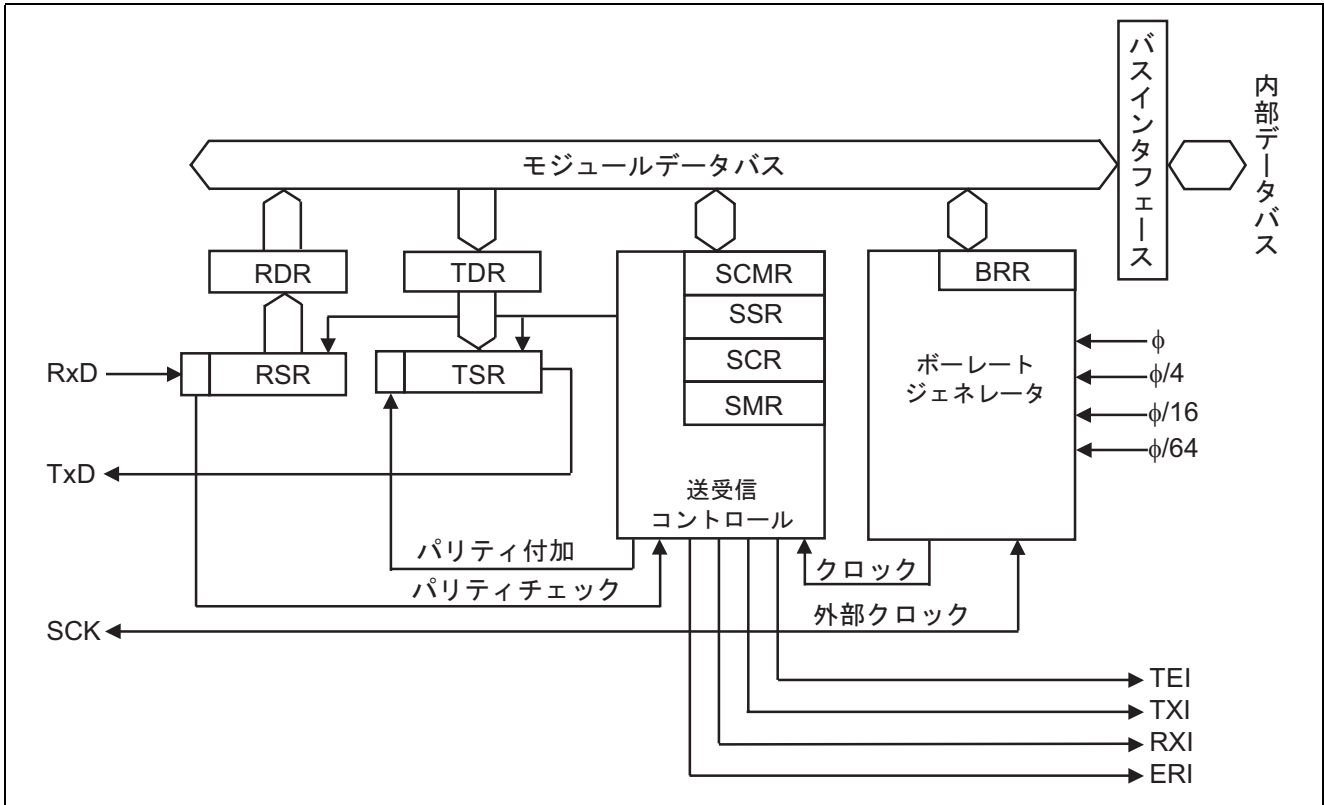 バスインタフェース
内部データバス
モジュールデータバス
RDR
TDR
SCMR
BRR
SSR
RxD
RSR
TSR
SCR
SMR
ボーレート
ジェネレータ
φ
φ/4
φ/16
φ/64
TxD
送受信
コントロール
パリティ付加
パリティチェック
クロック
外部クロック
SCK
TEI
TXI
RXI
ERI